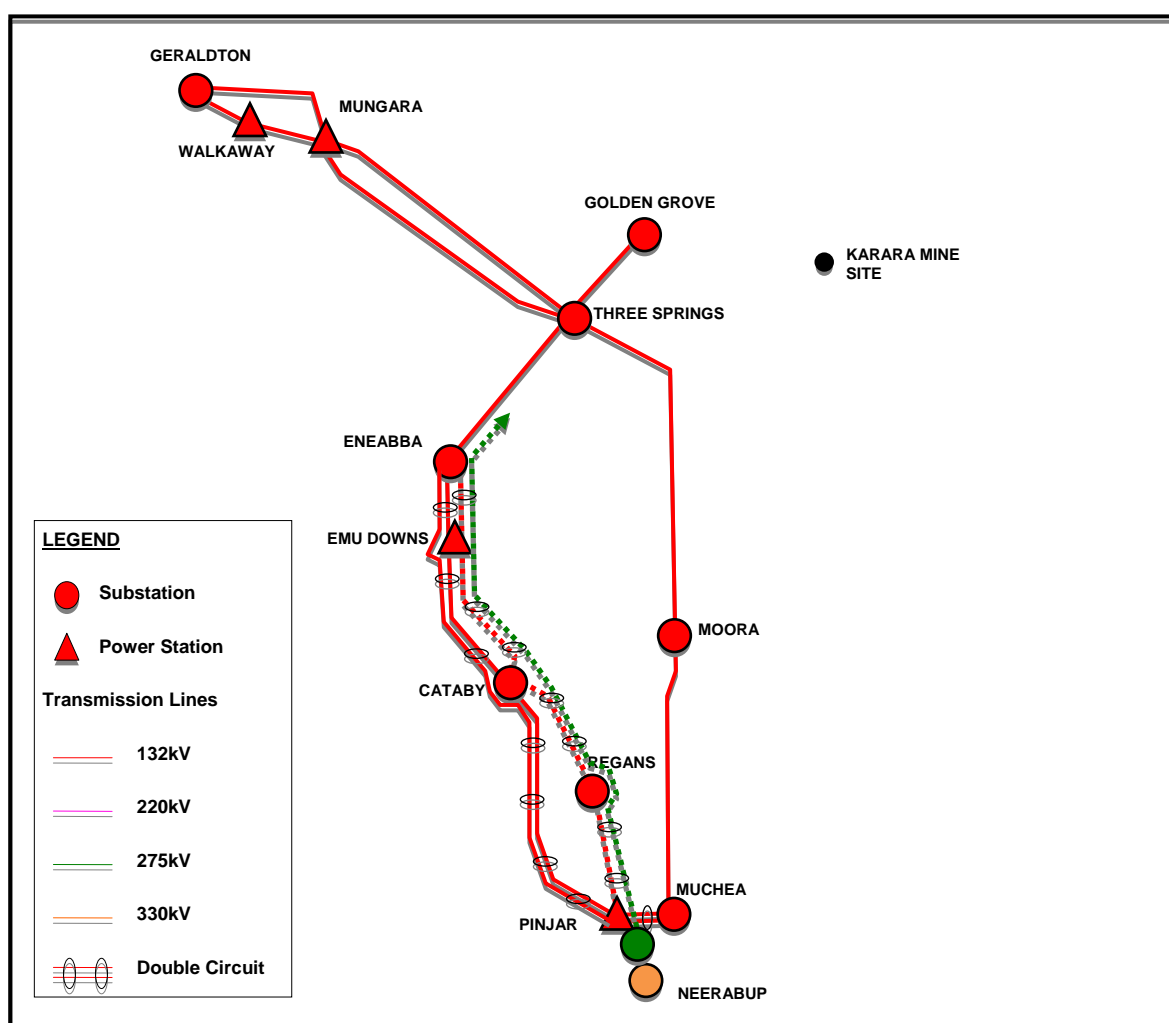 GERALDTON
MUNGARA
WALKAWAY
GOLDEN GROVE
KARARA MINE
SITE
THREE SPRINGS
ENEABBA
EMU DOWNS
LEGEND
Substation
Power Station
Transmission Lines
132kV
220kV
275kV
330kV
Double Circuit
MOORA
CATABY
REGANS
MUCHEA
PINJAR
NEERABUP